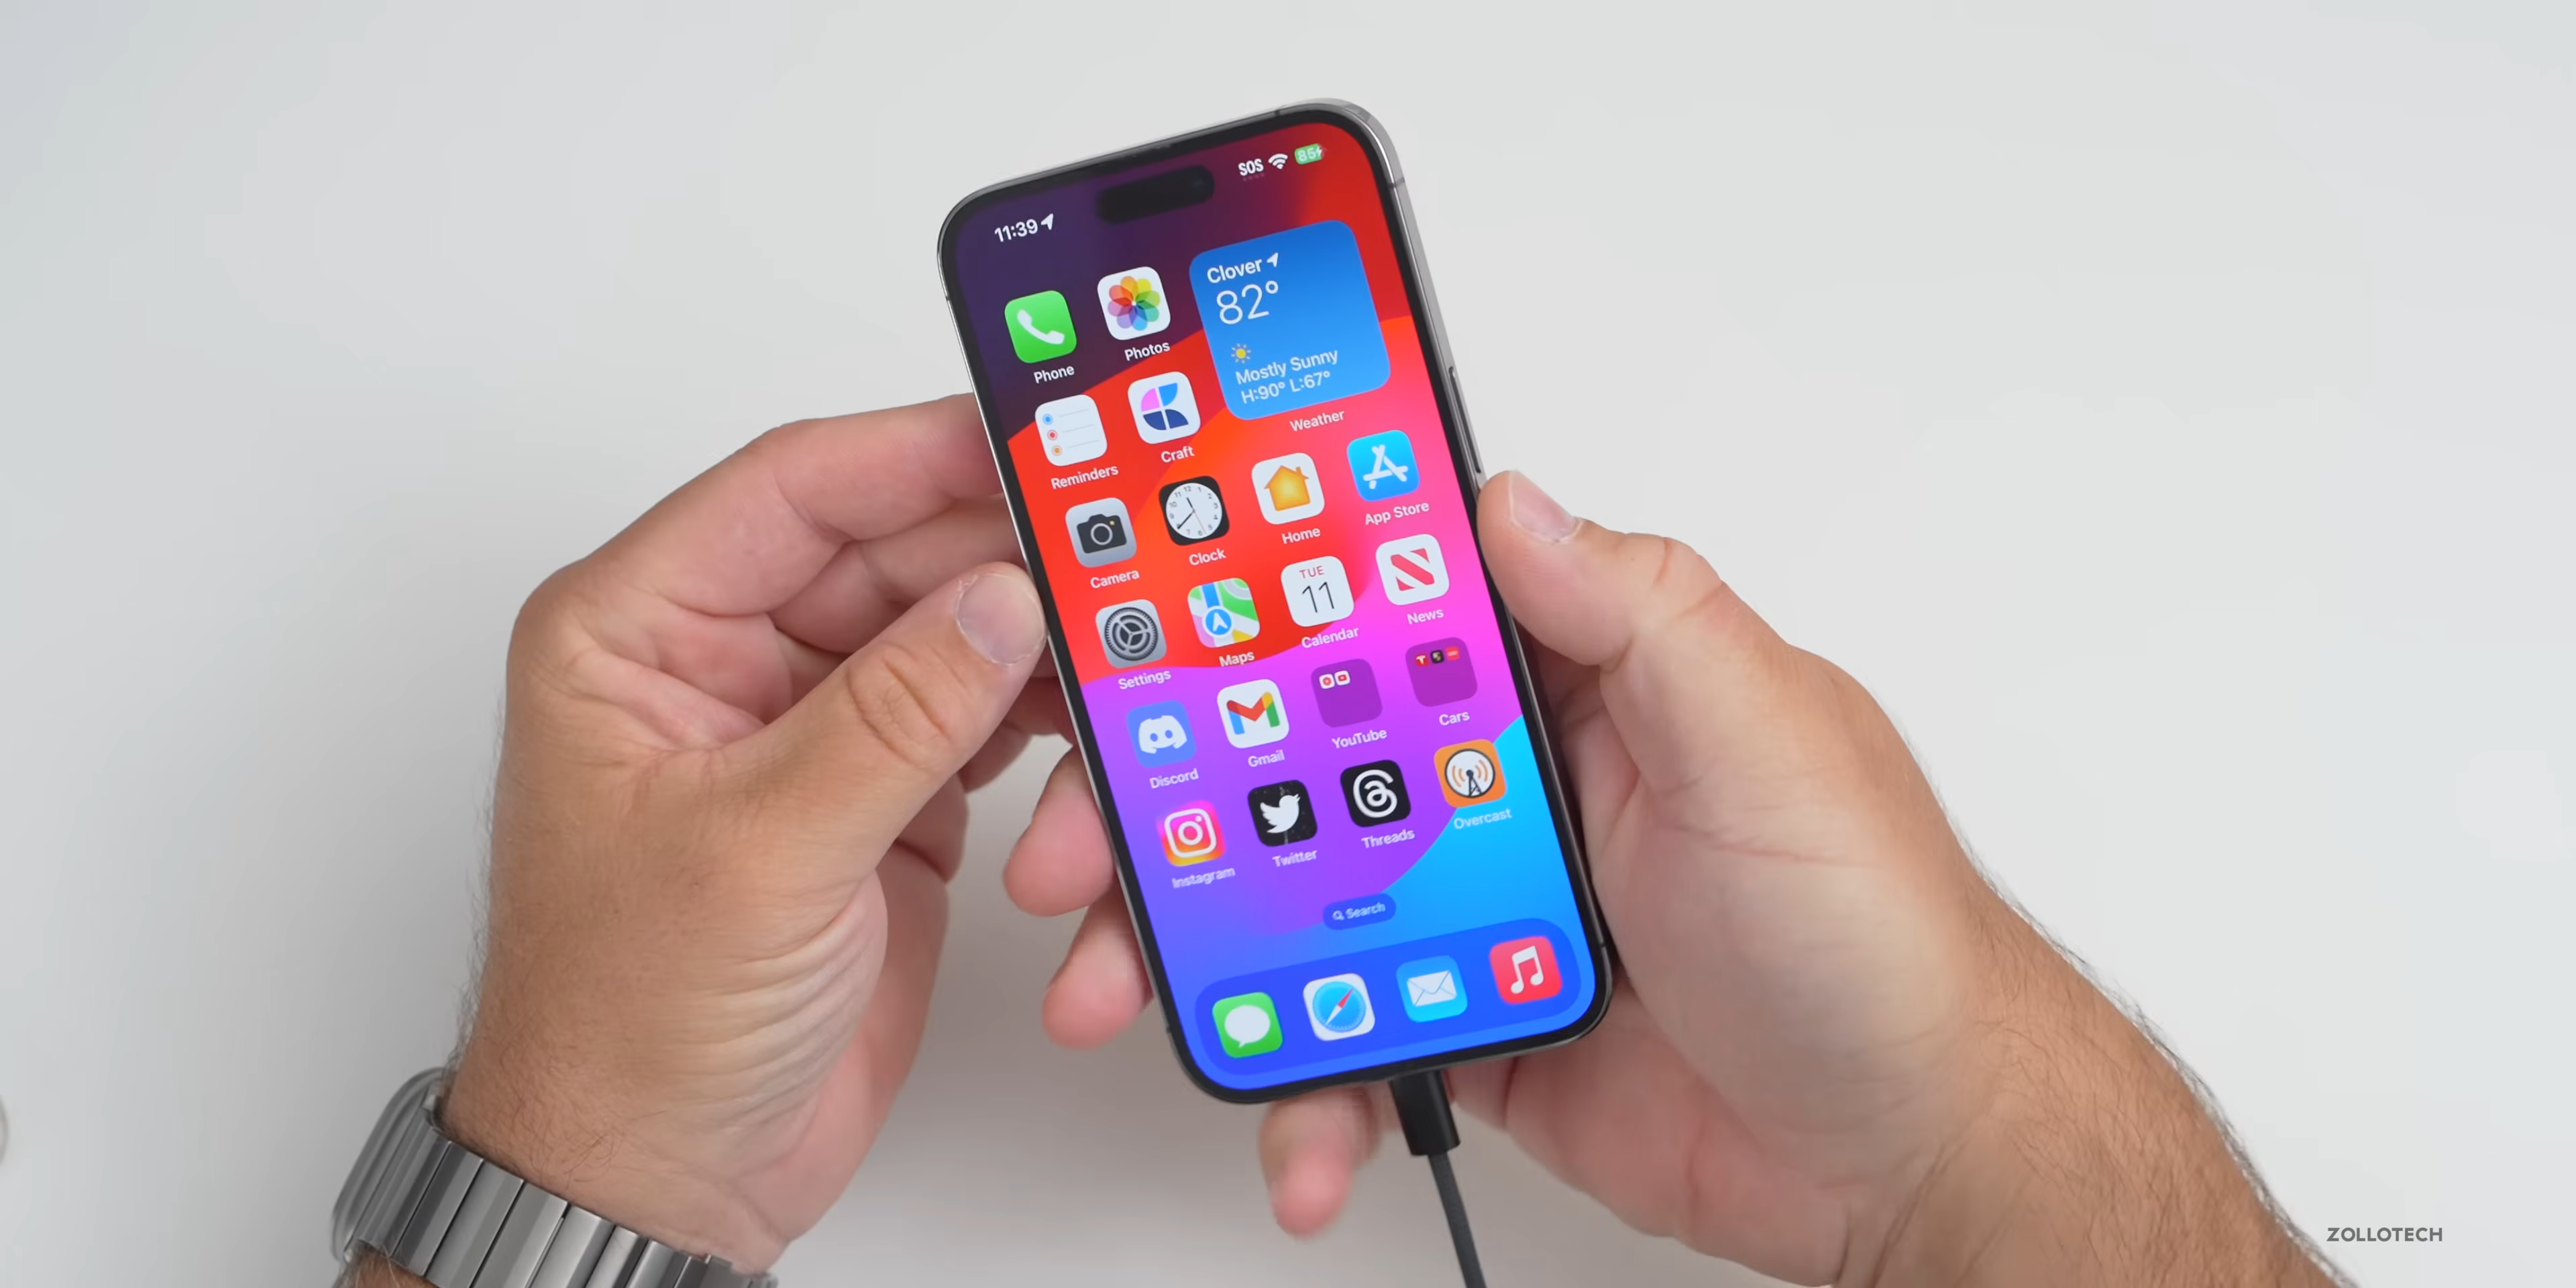 11:39
SOS
85
Clover
82°
Mostly Sunny
H:90° L:67°
Weather
Phone
Photos
Reminders
Craft
Camera
Clock
Home
App Store
Settings
Maps
TUE
11
Calendar
News
Discord
Gmail
YouTube
Cars
Instagram
Twitter
Threads
Overcast
Search
ZOLLOTECH